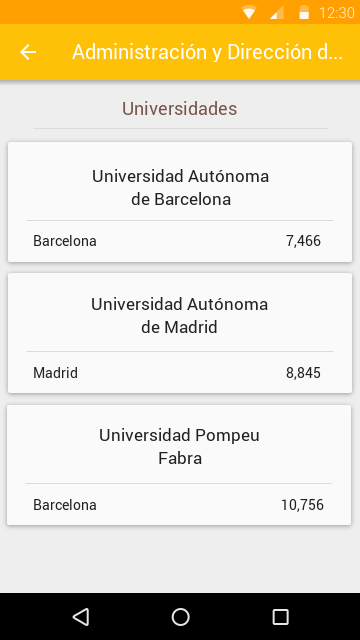 12:30
Administración y Dirección d...
Universidades
Universidad Autónoma
de Barcelona
Barcelona 7,466
Universidad Autónoma
de Madrid
Madrid 8,845
Universidad Pompeu
Fabra
Barcelona 10,756